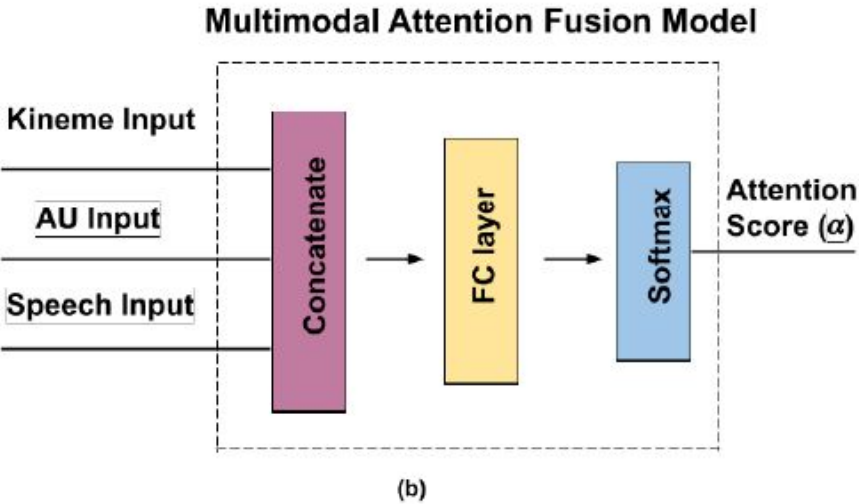 Multimodal Attention Fusion Model
Kineme Input
AU Input
Speech Input
Concatenate
FC layer
Softmax
Attention
Score (α)
(b)